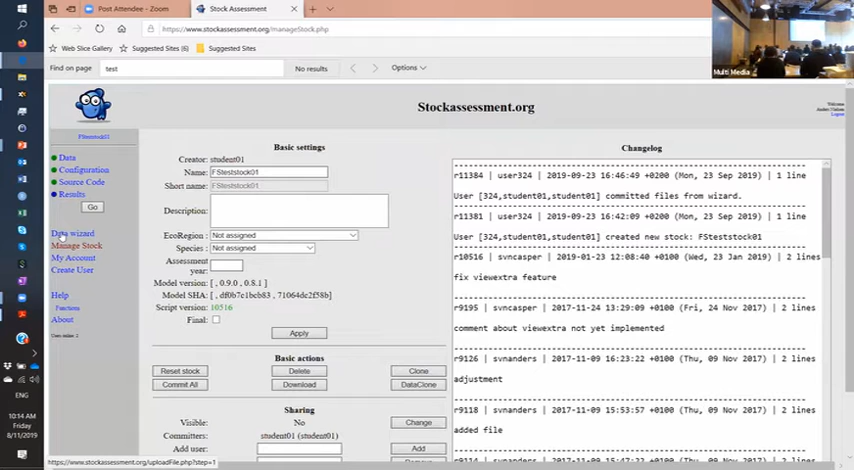 Post Attendee - Zoom
Stock Assessment
https://www.stockassessment.org/manageStock.php
Web Slice Gallery
Suggested Sites (6)
Suggested Sites
Find on page
test
No results
Options
Multi Media
Stockassessment.org
Welcome
Logout
FSteststock01
Data
Configuration
Source Code
Results
Go
Data wizard
Manage Stock
My Account
Create User
Help
Functions
About
Basic settings
Creator: student01
Name: FSteststock01
Short name: FSteststock01
Description:
EcoRegion : Not assigned
Species : Not assigned
Assessment
year:
Model version: [ , 0.9.0 , 0.8.1 ]
Model SHA: [ , df0b7c1bcb83 , 71064dc2f58b]
Script version: 10516
Final:
Apply
Basic actions
Reset stock
Delete
Clone
Commit All
Download
DataClone
Sharing
Visible:
No
Change
Committers:
student01 (student01)
Add user:
Add
Changelog
r11384 | user324 | 2019-09-23 16:46:49 +0200 (Mon, 23 Sep 2019) |
User [324,student01,student01] committed files from wizard.
r11381 | user324 | 2019-09-23 16:42:09 +0200 (Mon, 23 Sep 2019) |
User [324,student01,student01] created new stock: FSteststock01
r10516 | svncasper | 2019-01-23 12:08:40 +0100 (Wed, 23 Jan 2019) |
fix viewextra feature
r9195 | svncasper | 2017-11-24 13:29:09 +0100 (Fri, 24 Nov 2017) | 2 lines
comment about viewextra not yet implemented
r9126 | svnanders | 2017-11-09 16:23:22 +0100 (Thu, 09 Nov 2017) | 2 lines
adjustment
r9118 | svnanders | 2017-11-09 15:53:57 +0100 (Thu, 09 Nov 2017) | 2 lines
added file
https://www.stockassessment.org/uploadFile.php?step=1
ENG
10:14 AM
Friday
8/11/2019